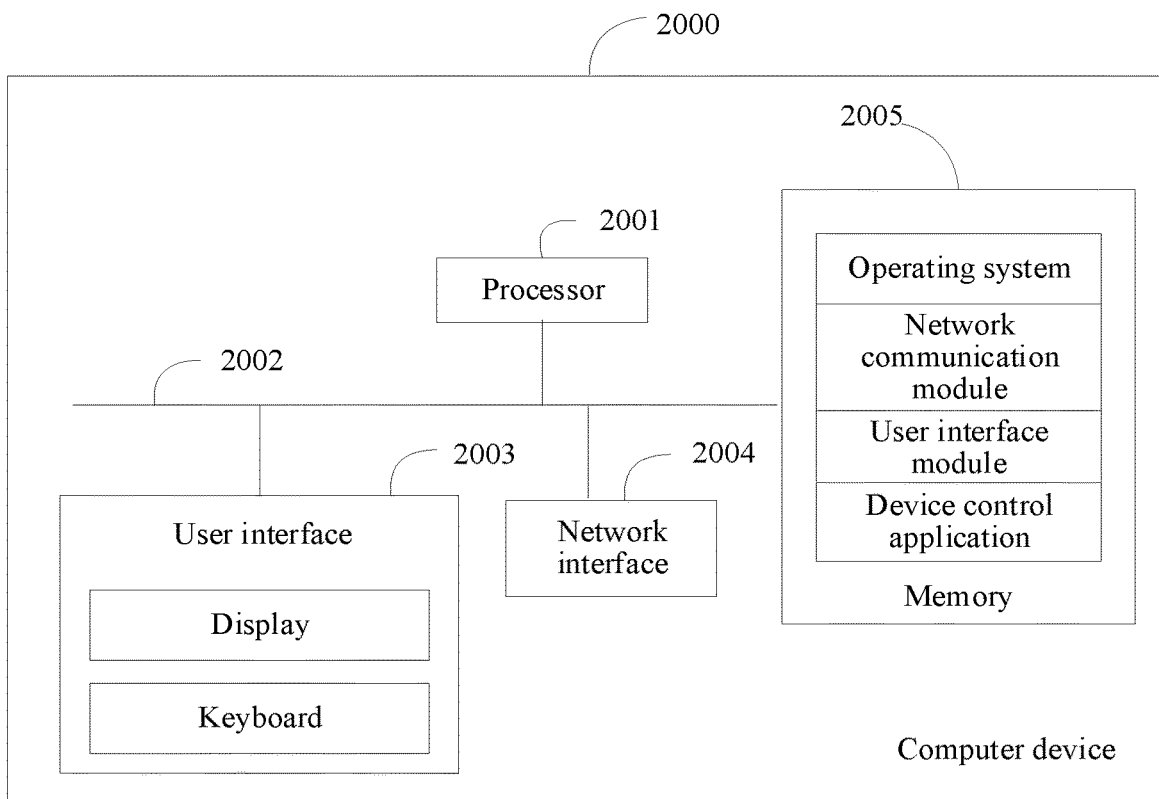 2000
2005
2001
Processor
Operating system
Network
communication
module
2002
User interface
module
2003
2004
Device control
application
User interface
Network
interface
Memory
Display
Keyboard
Computer device